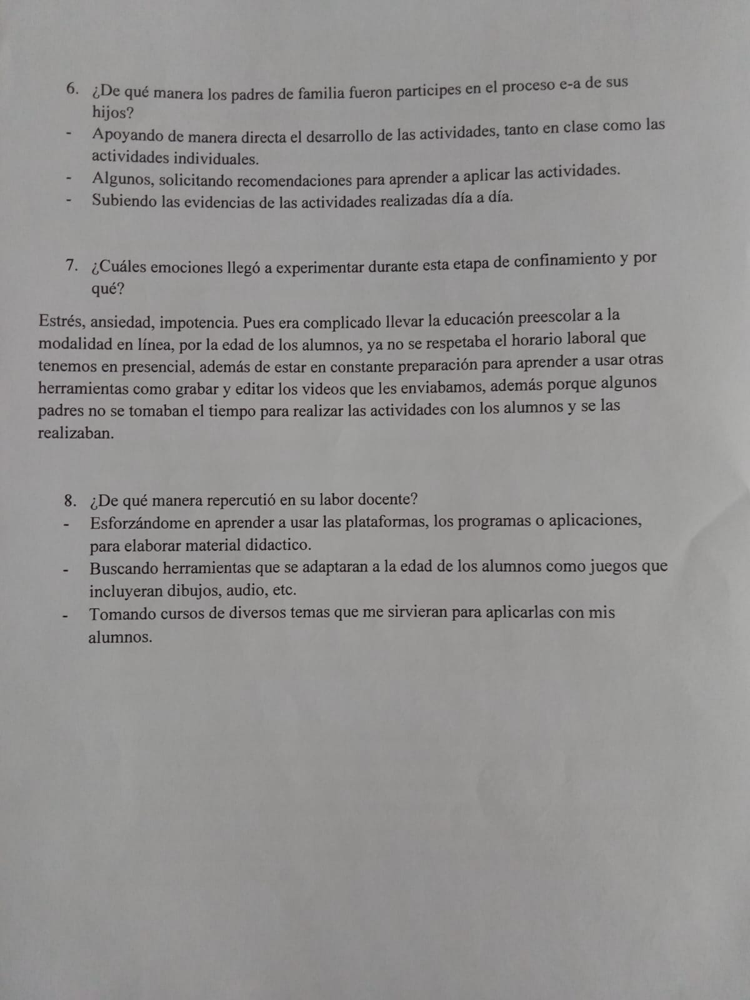 6. ¿De qué manera los padres de familia fueron participes en el proceso e-a de sus
hijos?
- Apoyando de manera directa el desarrollo de las actividades, tanto en clase como las
actividades individuales.
- Algunos, solicitando recomendaciones para aprender a aplicar las actividades.
- Subiendo las evidencias de las actividades realizadas día a día.
7. ¿Cuáles emociones llegó a experimentar durante esta etapa de confinamiento y por
qué?
Estrés, ansiedad, impotencia. Pues era complicado llevar la educación preescolar a la
modalidad en línea, por la edad de los alumnos, ya no se respetaba el horario laboral que
tenemos en presencial, además de estar en constante preparación para aprender a usar otras
herramientas como grabar y editar los videos que les enviabamos, además porque algunos
padres no se tomaban el tiempo para realizar las actividades con los alumnos y se las
realizaban.
8. ¿De qué manera repercutió en su labor docente?
- Esforzándome en aprender a usar las plataformas, los programas o aplicaciones,
para elaborar material didactico.
- Buscando herramientas que se adaptaran a la edad de los alumnos como juegos que
incluyeran dibujos, audio, etc.
- Tomando cursos de diversos temas que me sirvieran para aplicarlas con mis
alumnos.